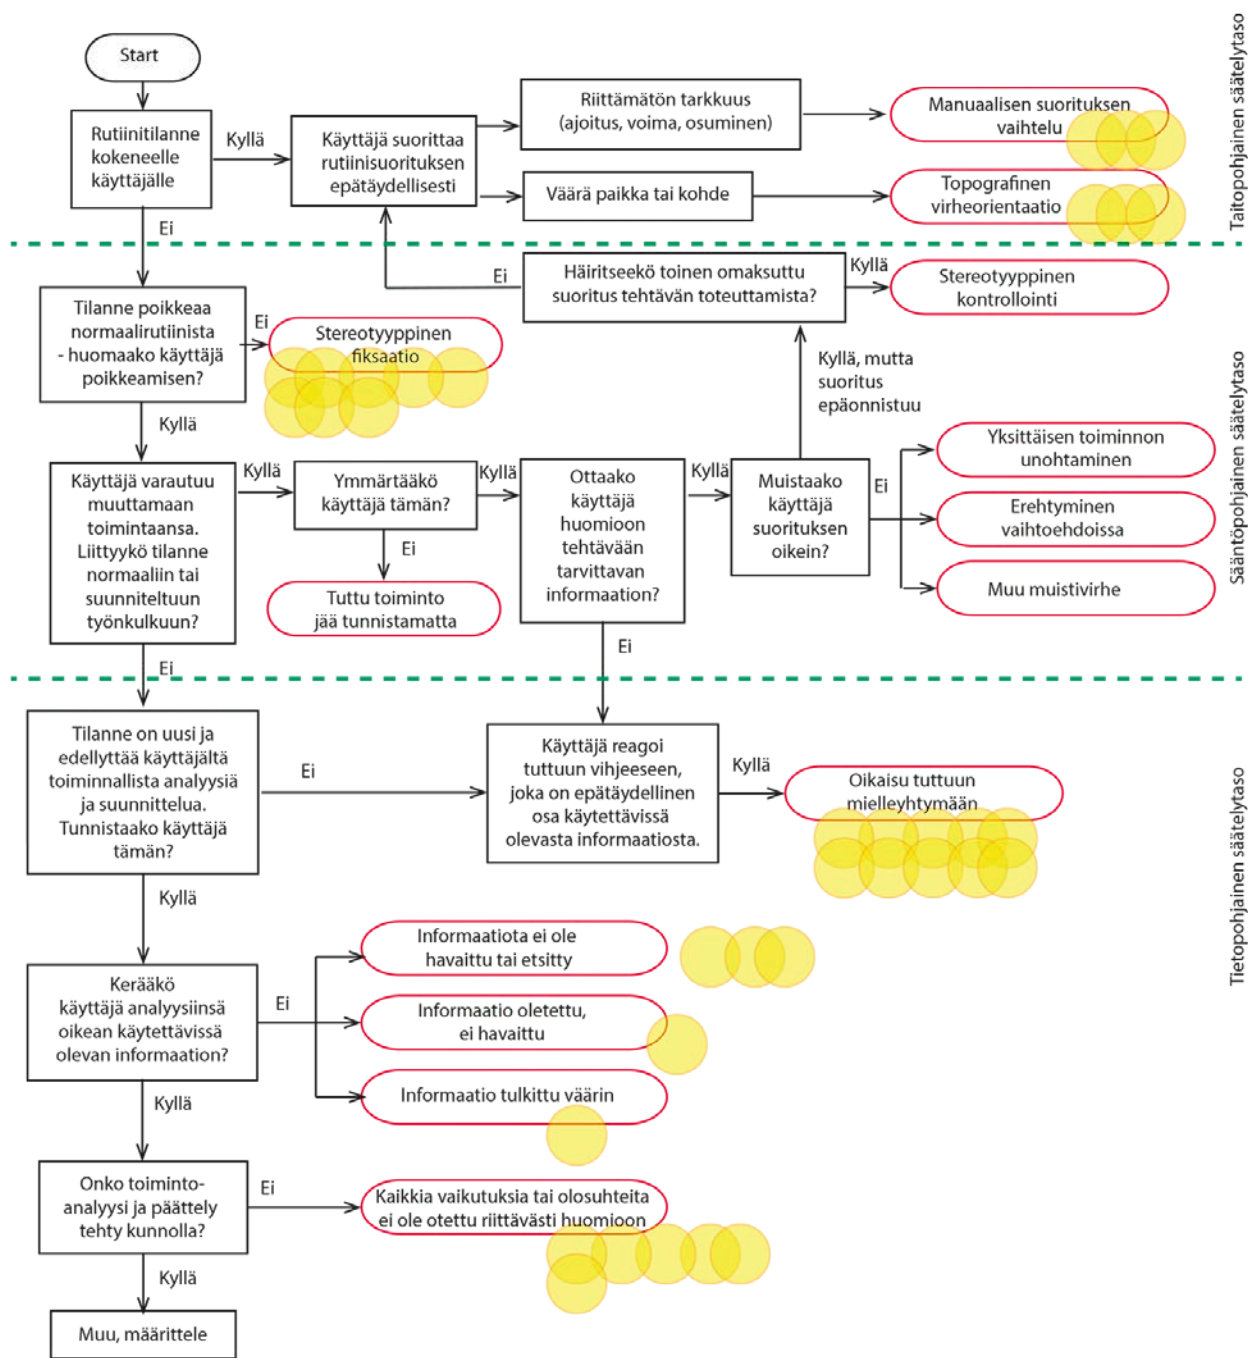 Start
Rutiinitilanne
kokeneelle
käyttäjälle
Kyllä
Käyttäjä suorittaa
rutiinisuorituksen
epätäydellisesti
Riittämätön tarkkuus
(ajoitus, voima, osuminen)
Manuaalisen suorituksen
vaihtelu
Väärä paikka tai kohde
Topografinen
virheorientaatio
Taitopohjainen säätelytaso
Ei
Tilanne poikkeaa
normaalirutiinista
- huomaako käyttäjä
poikkeamisen?
Ei
Stereotyyppinen
fiksaatio
Ei
Häiritseekö toinen omaksuttu
suoritus tehtävän toteuttamista?
Kyllä
Stereotyyppinen
kontrollointi
Kyllä, mutta
suoritus
epäonnistuu
Kyllä
Käyttäjä varautuu
muuttamaan
toimintaansa.
Liittyykö tilanne
normaaliin tai
suunniteltuun
työnkulkuun?
Kyllä
Ymmärtääkö
käyttäjä tämän?
Kyllä
Ei
Tuttu toiminto
jää tunnistamatta
Ottaako
käyttäjä
huomioon
tehtävään
tarvittavan
informaation?
Kyllä
Muistaako
käyttäjä
suorituksen
oikein?
Ei
Yksittäisen toiminnon
unohtaminen
Erehtyminen
vaihtoehdoissa
Muu muistivirhe
Sääntöpohjainen säätelytaso
Ei
Ei
Tilanne on uusi ja
edellyttää käyttäjältä
toiminnallista analyysiä
ja suunnittelua.
Tunnistaako käyttäjä
tämän?
Ei
Käyttäjä reagoi
tuttuun vihjeeseen,
joka on epätäydellinen
osa käytettävissä
olevasta informaatiosta.
Kyllä
Oikaisu tuttuun
mielleyhtymään
Kyllä
Kerääkö
käyttäjä analyysiinsä
oikean käytettävissä
olevan informaation?
Ei
Informaatiota ei ole
havaittu tai etsitty
Informaatio oletettu,
ei havaittu
Informaatio tulkittu väärin
Tietopohjainen säätelytaso
Kyllä
Onko toiminto-
analyysi ja päättely
tehty kunnolla?
Ei
Kaikkia vaikutuksia tai olosuhteita
ei ole otettu riittävästi huomioon
Kyllä
Muu, määrittele